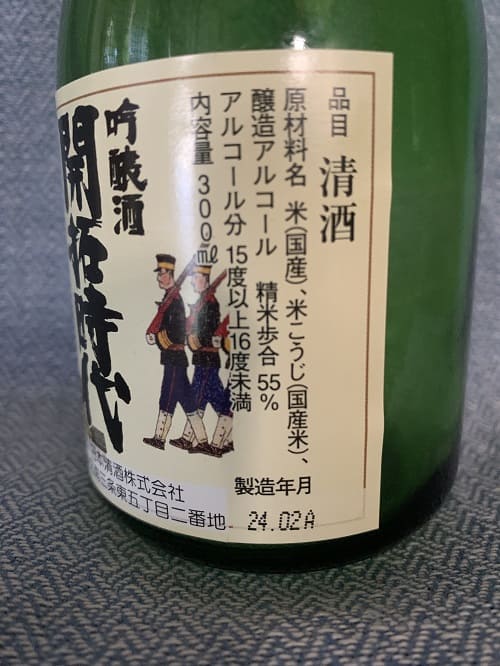 品目 清酒
原材料名 米(国産)、米こうじ(国産米)、
醸造アルコール 精米歩合 55%
アルコール分 15度以上16度未満
内容量 300ml
吟醸酒
開拓時代
製造年月
24.02A
本清酒株式会社
三条東五丁目二番地